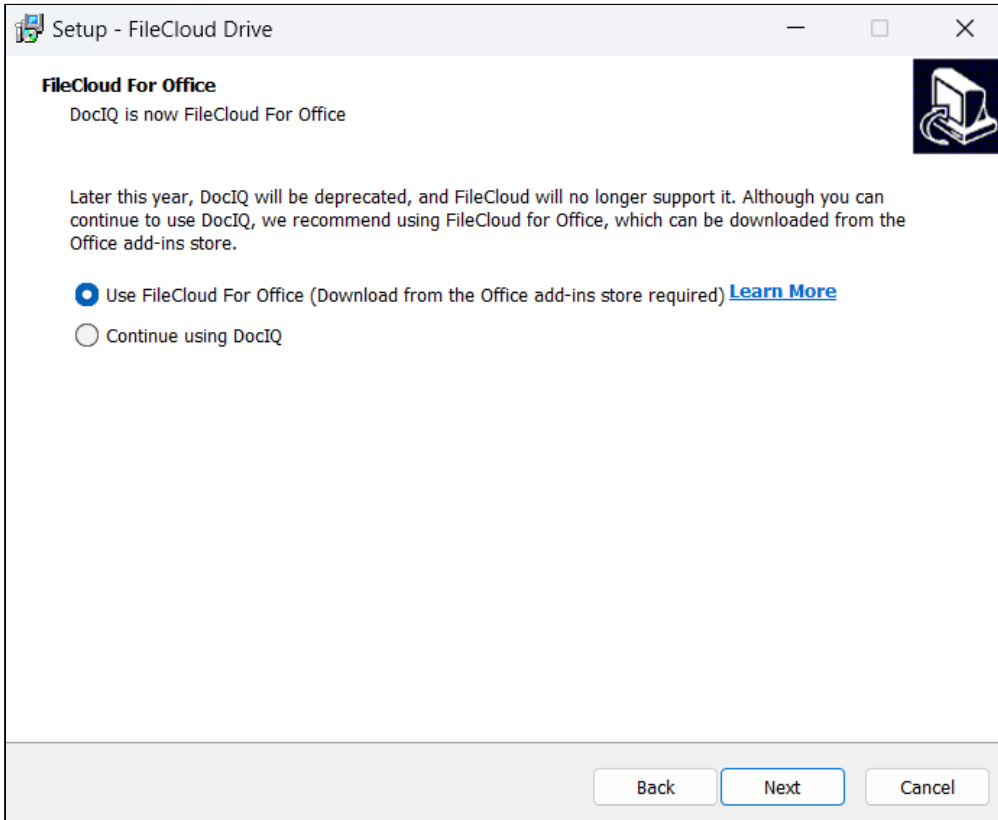 Setup - FileCloud Drive
FileCloud For Office
DocIQ is now FileCloud For Office
Later this year, DocIQ will be deprecated, and FileCloud will no longer support it. Although you can
continue to use DocIQ, we recommend using FileCloud for Office, which can be downloaded from the
Office add-ins store.
Use FileCloud For Office (Download from the Office add-ins store required) Learn More
Continue using DocIQ
Back Next Cancel